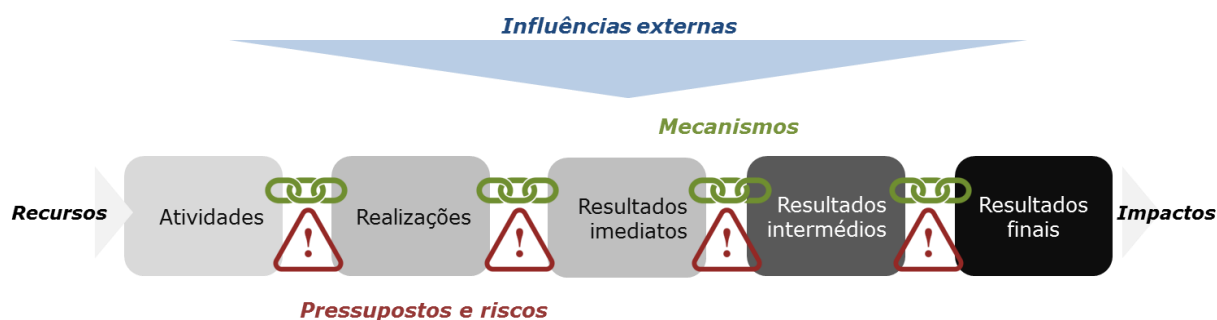 Influências externas
Mecanismos
Recursos
Atividades
Realizações
Resultados
imediatos
Resultados
intermédios
Resultados
finais
Impactos
Pressupostos e riscos